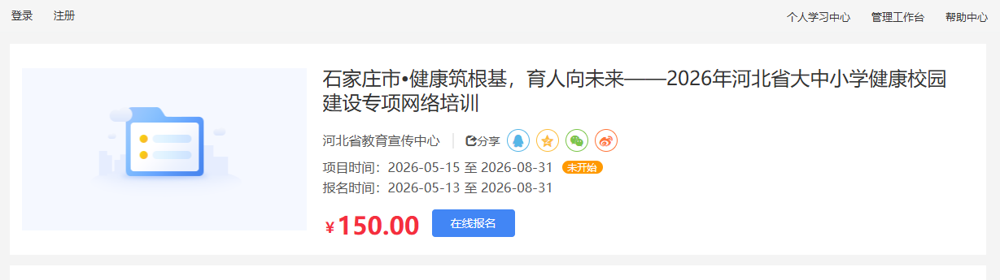 登录 注册 个人学习中心 管理工作台 帮助中心
石家庄市•健康筑根基，育人向未来——2026年河北省大中小学健康校园
建设专项网络培训
河北省教育宣传中心 分享
项目时间：2026-05-15 至 2026-08-31 未开始
报名时间：2026-05-13 至 2026-08-31
¥150.00 在线报名